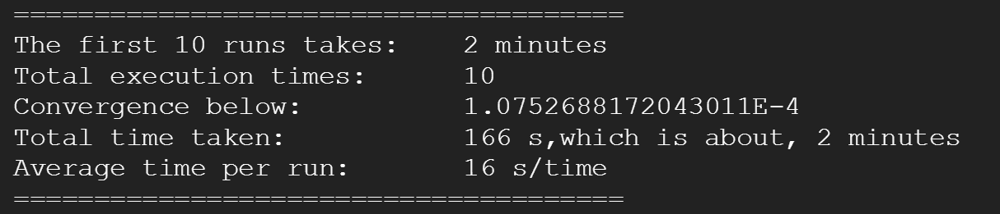 ======================================
The first 10 runs takes:    2 minutes
Total execution times:      10
Convergence below:          1.0752688172043011E-4
Total time taken:           166 s,which is about, 2 minutes
Average time per run:       16 s/time
======================================